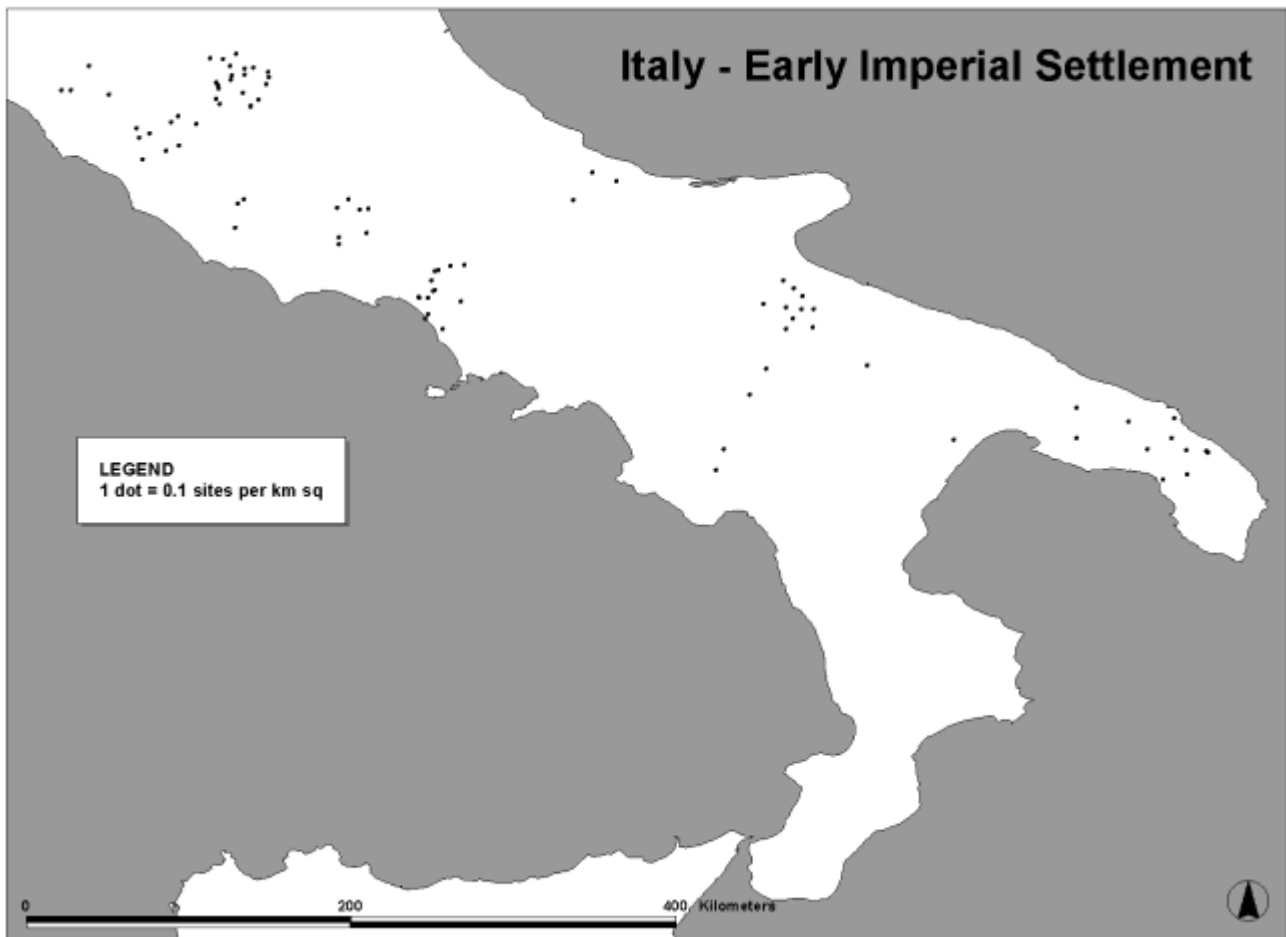 Italy - Early Imperial Settlement
LEGEND
1 dot = 0.1 sites per km sq
0 200 400 Kilometers